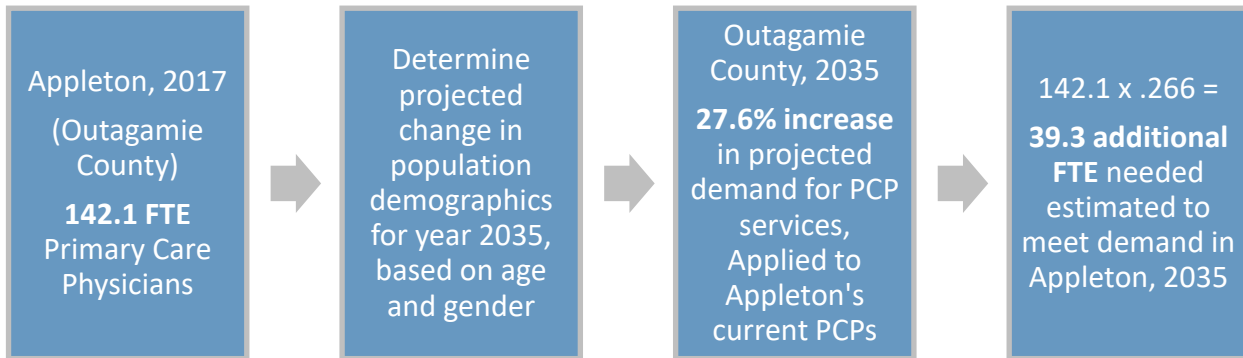 Appleton, 2017
(Outagamie
County)
142.1 FTE
Primary Care
Physicians
Determine
projected
change in
population
demographics
for year 2035,
based on age
and gender
Outagamie
County, 2035
27.6% increase
in projected
demand for PCP
services,
Applied to
Appleton's
current PCPs
142.1 x .266 =
39.3 additional
FTE needed
estimated to
meet demand in
Appleton, 2035